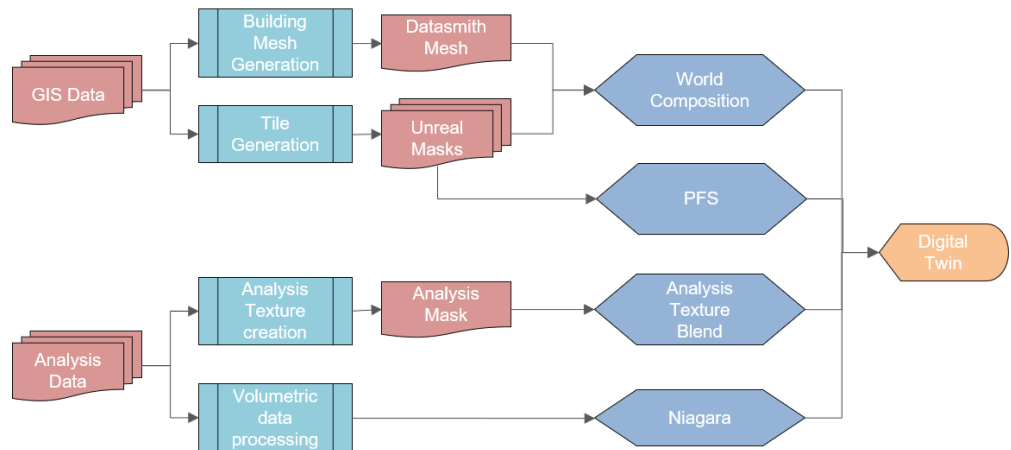 Building
Mesh
Generation
Datasmith
Mesh
GIS Data
World
Composition
Tile
Generation
Unreal
Masks
PFS
Digital
Twin
Analysis
Texture
creation
Analysis
Mask
Analysis
Texture
Blend
Analysis
Data
Volumetric
data
processing
Niagara